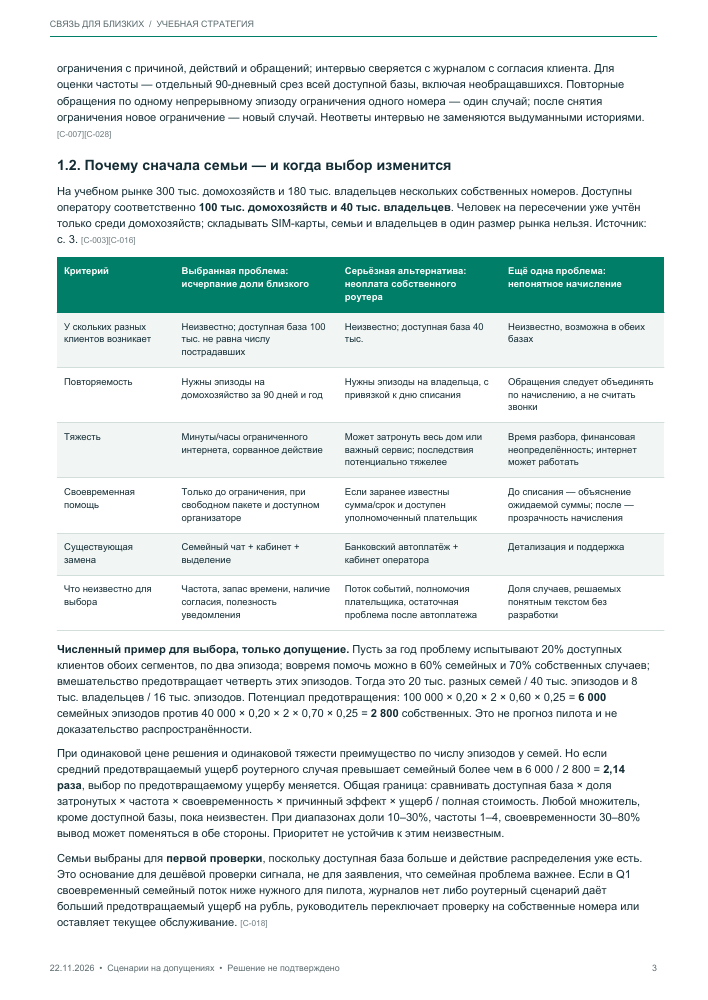 СВЯЗЬ ДЛЯ БЛИЗКИХ / УЧЕБНАЯ СТРАТЕГИЯ
ограничения с причиной, действий и обращений; интервью сверяется с журналом с согласия клиента. Для
оценки частоты — отдельный 90-дневный срез всей доступной базы, включая необращавшихся. Повторные
обращения по одному непрерывному эпизоду ограничения одного номера — один случай; после снятия
ограничения новое ограничение — новый случай. Неответы интервью не заменяются выдуманными историями.
[C-007][C-028]
1.2. Почему сначала семьи — и когда выбор изменится
На учебном рынке 300 тыс. домохозяйств и 180 тыс. владельцев нескольких собственных номеров. Доступны
оператору соответственно 100 тыс. домохозяйств и 40 тыс. владельцев. Человек на пересечении уже учтён
только среди домохозяйств; складывать SIM-карты, семьи и владельцев в один размер рынка нельзя. Источник:
с. 3. [C-003][C-016]
Критерий
Выбранная проблема:
исчерпание доли близкого
Серьёзная альтернатива:
неоплата собственного
роутера
Ещё одна проблема:
непонятное начисление
У скольких разных
клиентов возникает
Неизвестно; доступная база 100
тыс. не равна числу
пострадавших
Неизвестно; доступная база 40
тыс.
Неизвестно, возможна в обеих
базах
Повторяемость
Нужны эпизоды на
домохозяйство за 90 дней и год
Нужны эпизоды на владельца, с
привязкой к дню списания
Обращения следует объединять
по начислению, а не считать
звонки
Тяжесть
Минуты/часы ограниченного
интернета, сорванное действие
Может затронуть весь дом или
важный сервис; последствия
потенциально тяжелее
Время разбора, финансовая
неопределённость; интернет
может работать
Своевременная
помощь
Только до ограничения, при
свободном пакете и доступном
организаторе
Если заранее известны
сумма/срок и доступен
уполномоченный плательщик
До списания — объяснение
ожидаемой суммы; после —
прозрачность начисления
Существующая
замена
Семейный чат + кабинет +
выделение
Банковский автоплатёж +
кабинет оператора
Детализация и поддержка
Что неизвестно для
выбора
Частота, запас времени, наличие
согласия, полезность
уведомления
Поток событий, полномочия
плательщика, остаточная
проблема после автоплатежа
Доля случаев, решаемых
понятным текстом без
разработки
Численный пример для выбора, только допущение. Пусть за год проблему испытывают 20% доступных
клиентов обоих сегментов, по два эпизода; вовремя помочь можно в 60% семейных и 70% собственных случаев;
вмешательство предотвращает четверть этих эпизодов. Тогда это 20 тыс. разных семей / 40 тыс. эпизодов и 8
тыс. владельцев / 16 тыс. эпизодов. Потенциал предотвращения: 100 000 × 0,20 × 2 × 0,60 × 0,25 = 6 000
семейных эпизодов против 40 000 × 0,20 × 2 × 0,70 × 0,25 = 2 800 собственных. Это не прогноз пилота и не
доказательство распространённости.
При одинаковой цене решения и одинаковой тяжести преимущество по числу эпизодов у семей. Но если
средний предотвращаемый ущерб роутерного случая превышает семейный более чем в 6 000 / 2 800 = 2,14
раза, выбор по предотвращаемому ущербу меняется. Общая граница: сравнивать доступная база × доля
затронутых × частота × своевременность × причинный эффект × ущерб / полная стоимость. Любой множитель,
кроме доступной базы, пока неизвестен. При диапазонах доли 10–30%, частоты 1–4, своевременности 30–80%
вывод может поменяться в обе стороны. Приоритет не устойчив к этим неизвестным.
Семьи выбраны для первой проверки, поскольку доступная база больше и действие распределения уже есть.
Это основание для дешёвой проверки сигнала, не для заявления, что семейная проблема важнее. Если в Q1
своевременный семейный поток ниже нужного для пилота, журналов нет либо роутерный сценарий даёт
больший предотвращаемый ущерб на рубль, руководитель переключает проверку на собственные номера или
оставляет текущее обслуживание. [C-018]
22.11.2026 • Сценарии на допущениях • Решение не подтверждено
3